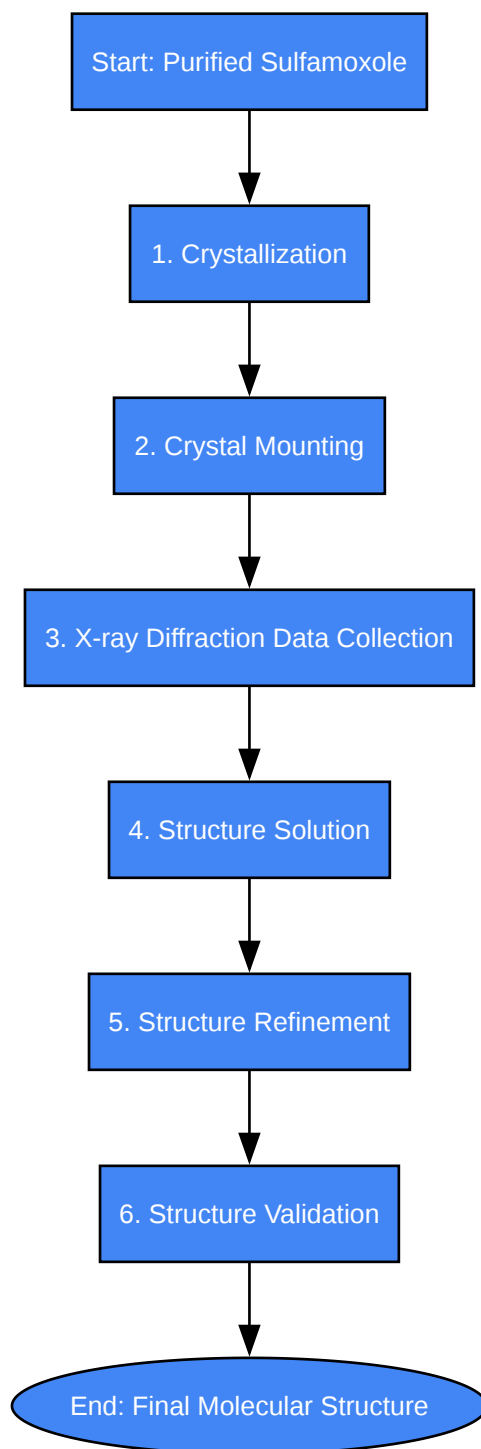 Start: Purified Sulfamoxole
1. Crystallization
2. Crystal Mounting
3. X-ray Diffraction Data Collection
4. Structure Solution
5. Structure Refinement
6. Structure Validation
End: Final Molecular Structure